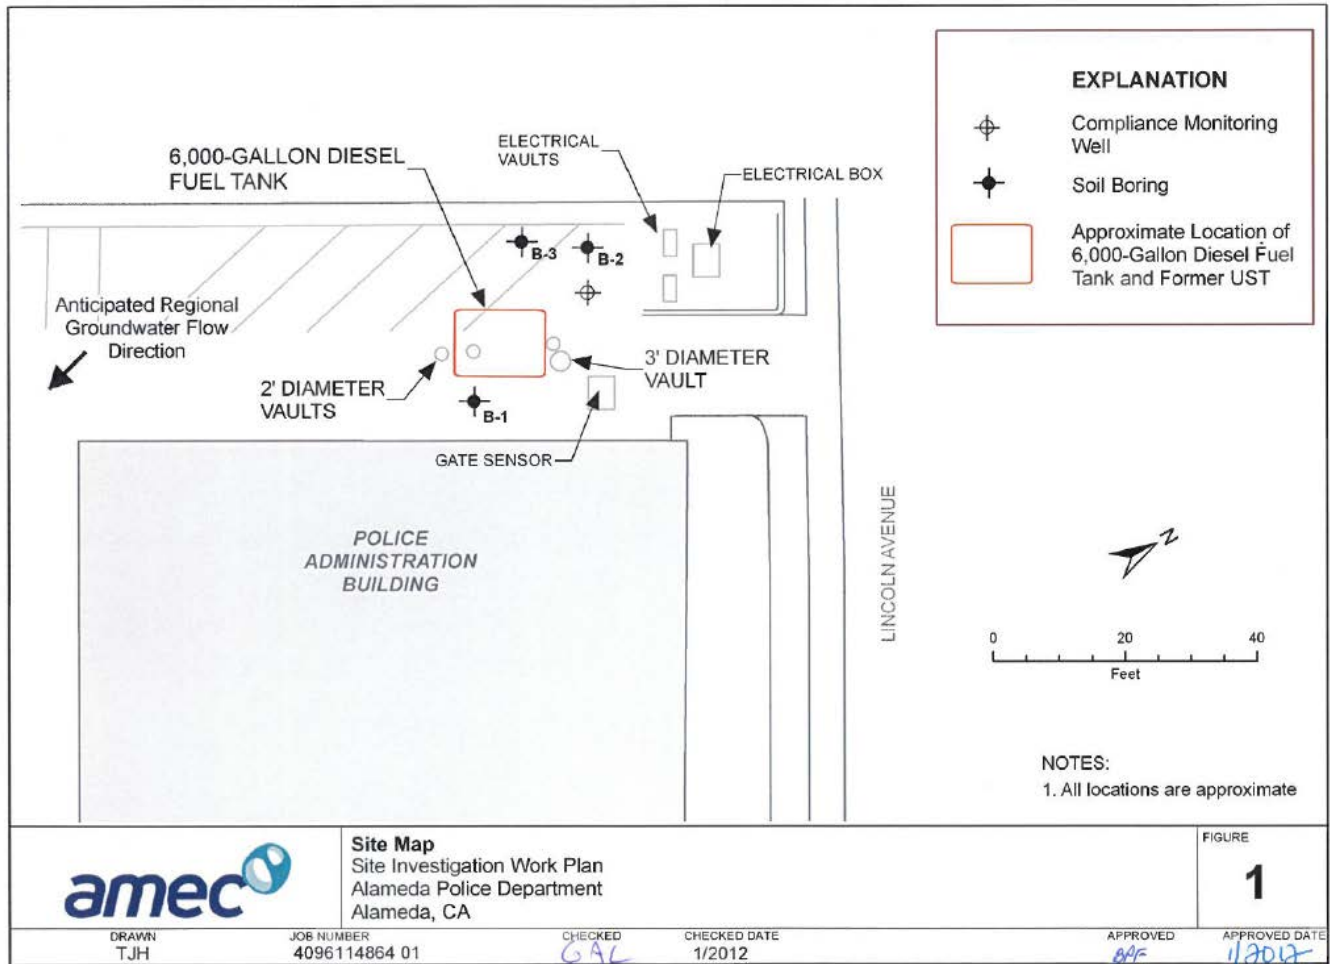 EXPLANATION
Compliance Monitoring
Well
Soil Boring
Approximate Location of
6,000-Gallon Diesel Fuel
Tank and Former UST
6,000-GALLON DIESEL
FUEL TANK
ELECTRICAL
VAULTS
ELECTRICAL BOX
B-3
B-2
Anticipated Regional
Groundwater Flow
Direction
2' DIAMETER
VAULTS
3' DIAMETER
VAULT
B-1
GATE SENSOR
POLICE
ADMINISTRATION
BUILDING
LINCOLN AVENUE
N
0 20 40
Feet
NOTES:
1. All locations are approximate
amec
Site Map
Site Investigation Work Plan
Alameda Police Department
Alameda, CA
FIGURE
1
DRAWN
TJH
JOB NUMBER
4096114864 01
CHECKED
GAL
CHECKED DATE
1/2012
APPROVED
BPF
APPROVED DATE
1/2012